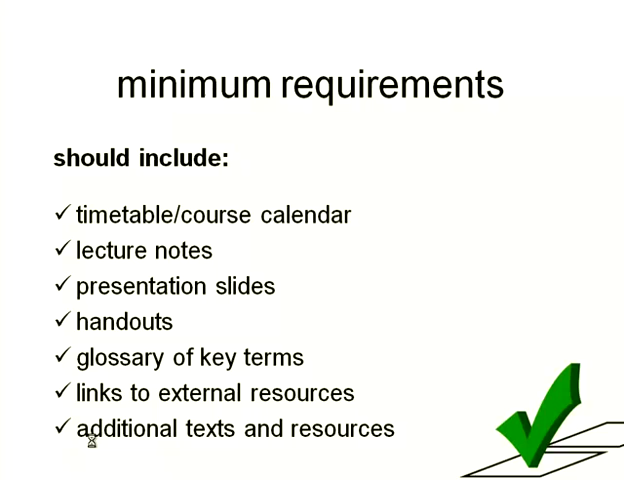 minimum requirements
should include:
✓ timetable/course calendar
✓ lecture notes
✓ presentation slides
✓ handouts
✓ glossary of key terms
✓ links to external resources
✓ additional texts and resources